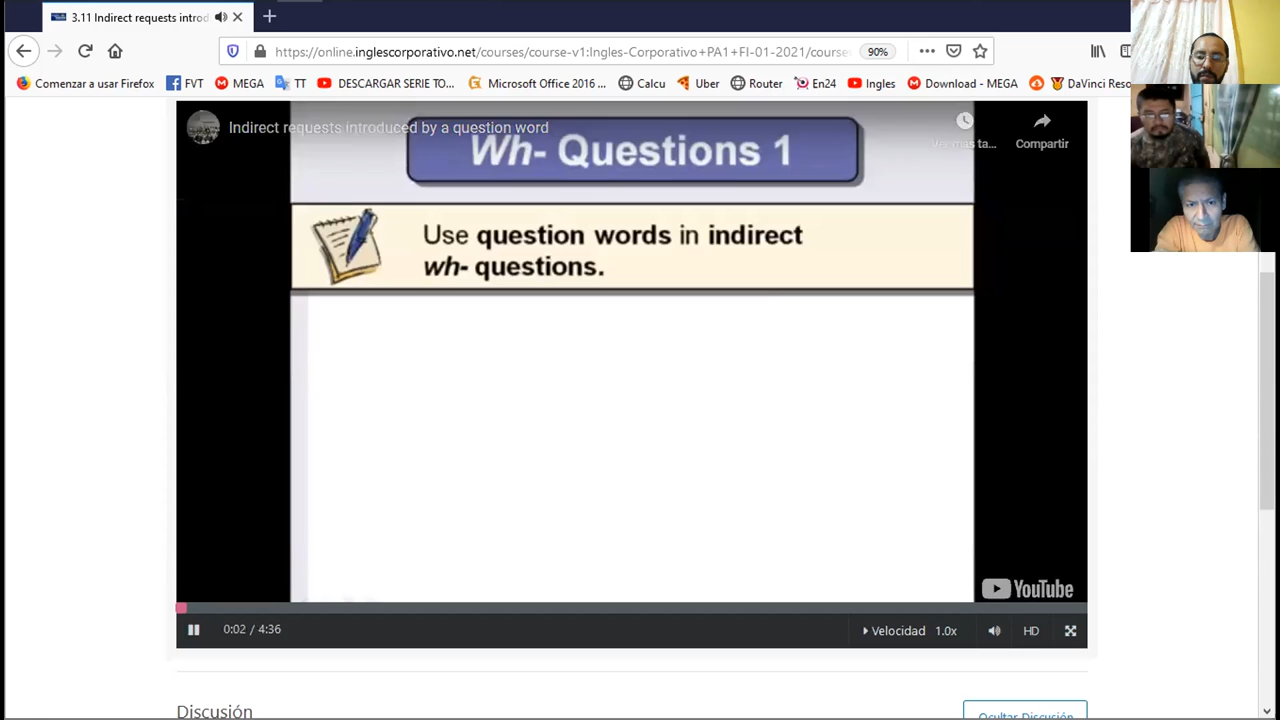 3.11 Indirect requests introd
https://online.inglescorporativo.net/courses/course-v1:Ingles-Corporativo+PA1+FI-01-2021/course
90%
Comenzar a usar Firefox FVT MEGA TT DESCARGAR SERIE TO... Microsoft Office 2016 ... Calcu Uber Router En24 Ingles Download - MEGA DaVinci Reso
Indirect requests introduced by a question word
Compartir
Wh- Questions 1
Use question words in indirect
wh- questions.
YouTube
0:02 / 4:36 Velocidad 1.0x HD
Discusión Ocultar Discusión